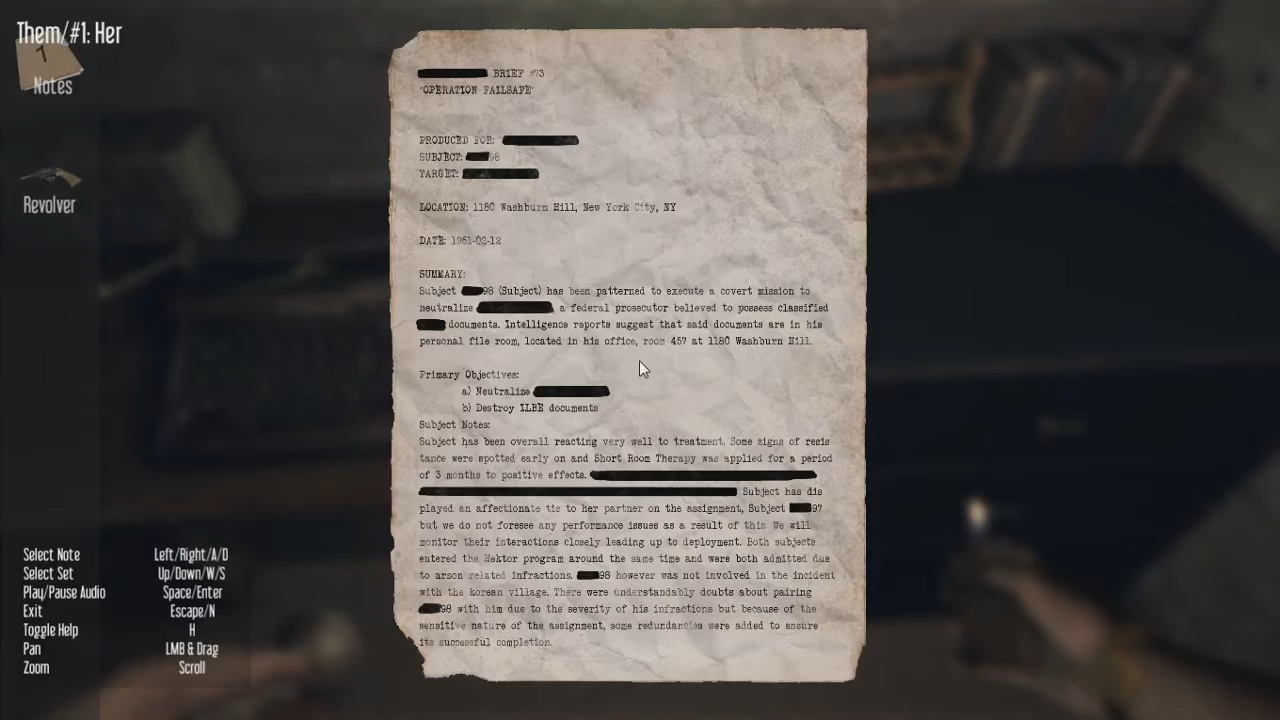 Them/#1: Her
1
Notes
Revolver
BRIEF #73
"OPERATION FAILSAFE"
PRODUCED FOR:
SUBJECT: 98
TARGET:
LOCATION: 1180 Washburn Hill, New York City, NY
DATE: 1961-02-12
SUMMARY:
Subject 98 (Subject) has been patterned to execute a covert mission to
neutralize a federal prosecutor believed to possess classified
documents. Intelligence reports suggest that said documents are in his
personal file room, located in his office, room 457 at 1180 Washburn Hill.
Primary Objectives:
a) Neutralize
b) Destroy ILBE documents
Subject Notes:
Subject has been overall reacting very well to treatment. Some signs of resis
tance were spotted early on and Short Room Therapy was applied for a period
of 3 months to positive effects.
Subject has dis
played an affectionate tie to her partner on the assignment, Subject 97
but we do not foresee any performance issues as a result of this. We will
monitor their interactions closely leading up to deployment. Both subjects
entered the Hektor program around the same time and were both admitted due
to arson related infractions. 98 however was not involved in the incident
with the korean village. There were understandably doubts about pairing
98 with him due to the severity of his infractions but because of the
sensitive nature of the assignment, some redundancies were added to ensure
its successful completion.
Select Note Left/Right/A/D
Select Set Up/Down/W/S
Play/Pause Audio Space/Enter
Exit Escape/N
Toggle Help H
Pan LMB & Drag
Zoom Scroll